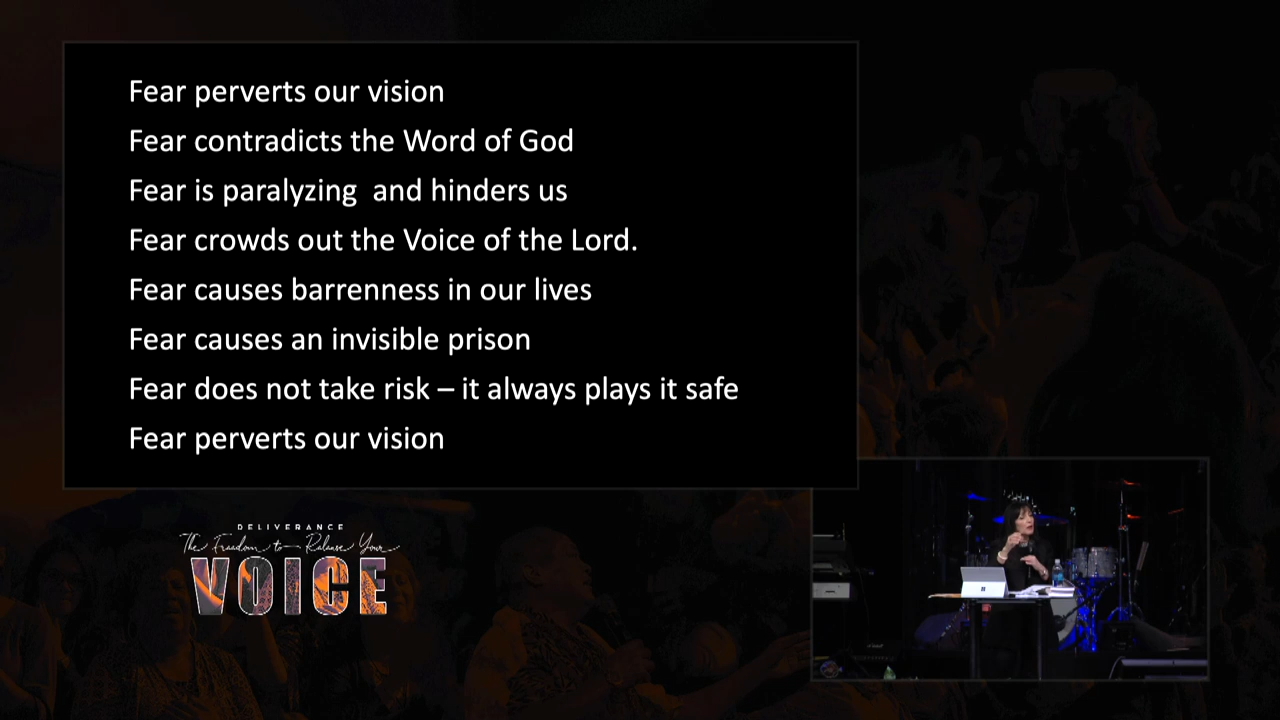 Fear perverts our vision
Fear contradicts the Word of God
Fear is paralyzing  and hinders us
Fear crowds out the Voice of the Lord.
Fear causes barrenness in our lives
Fear causes an invisible prison
Fear does not take risk – it always plays it safe
Fear perverts our vision
DELIVERANCE
The Freedom to Release Your
VOICE